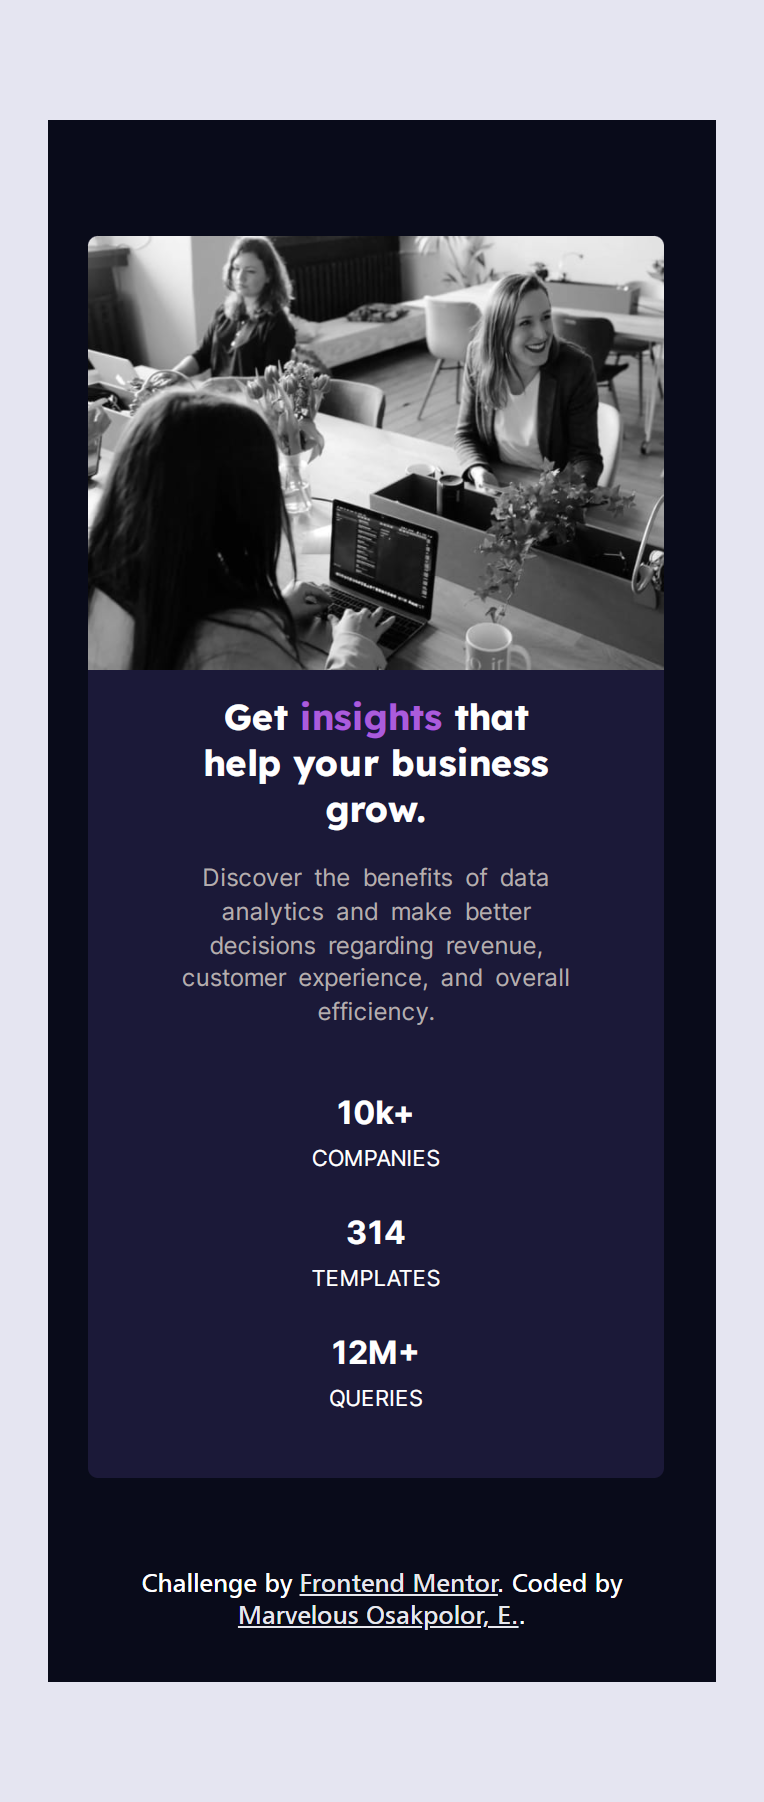 Get insights that
help your business
grow.
Discover the benefits of data
analytics and make better
decisions regarding revenue,
customer experience, and overall
efficiency.
10k+
COMPANIES
314
TEMPLATES
12M+
QUERIES
Challenge by Frontend Mentor. Coded by
Marvelous Osakpolor, E..